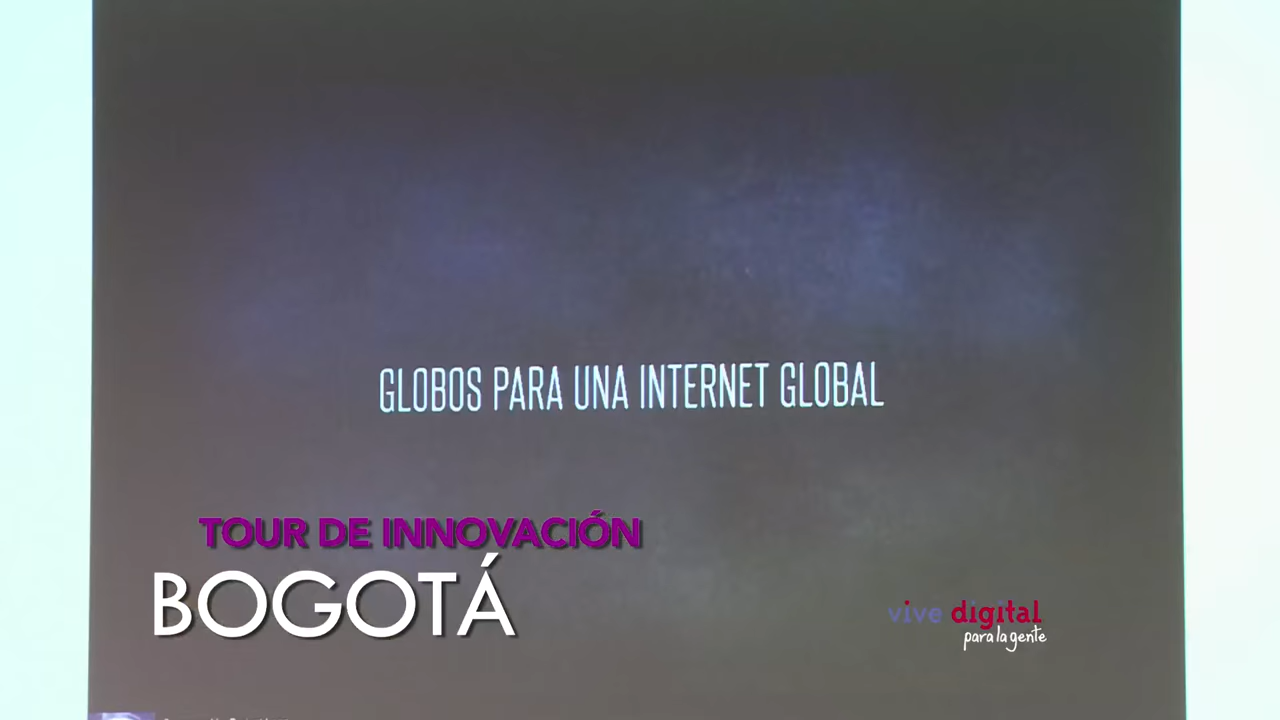 GLOBOS PARA UNA INTERNET GLOBAL
TOUR DE INNOVACIÓN
BOGOTÁ
vive digital
para la gente